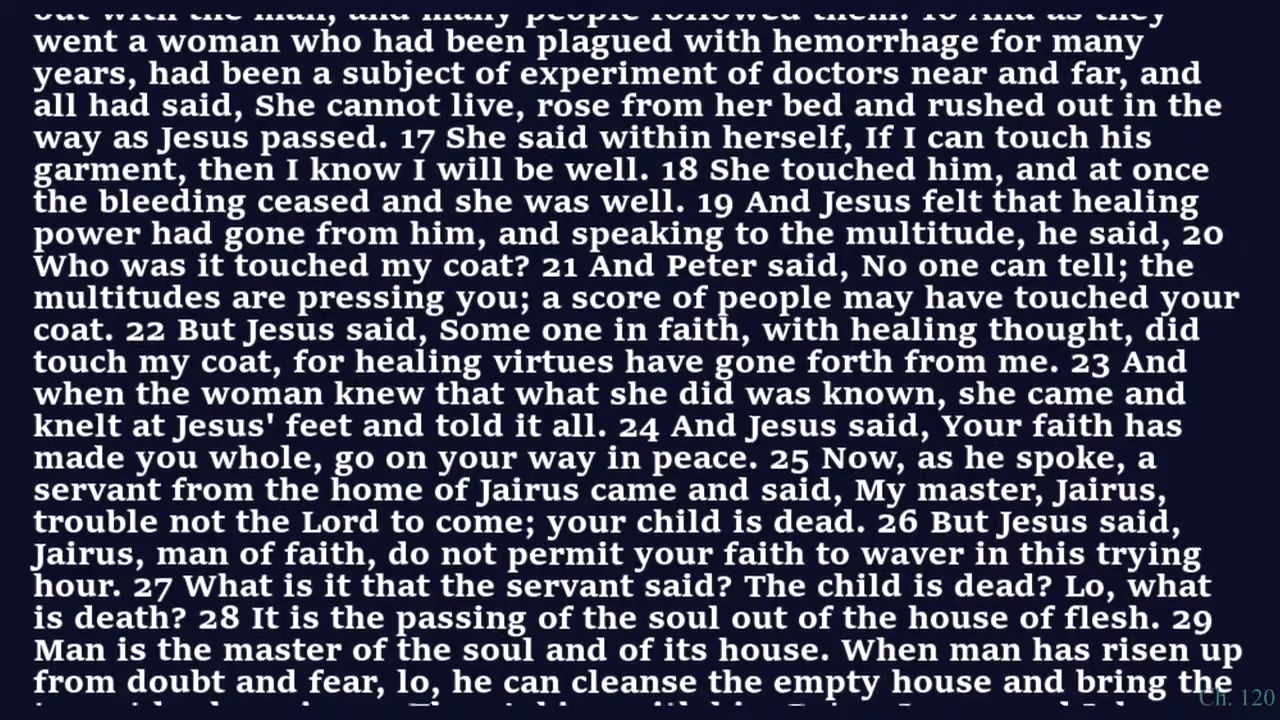 out with the man, and many people followed them. 16 And as they
went a woman who had been plagued with hemorrhage for many
years, had been a subject of experiment of doctors near and far, and
all had said, She cannot live, rose from her bed and rushed out in the
way as Jesus passed. 17 She said within herself, If I can touch his
garment, then I know I will be well. 18 She touched him, and at once
the bleeding ceased and she was well. 19 And Jesus felt that healing
power had gone from him, and speaking to the multitude, he said, 20
Who was it touched my coat? 21 And Peter said, No one can tell; the
multitudes are pressing you; a score of people may have touched your
coat. 22 But Jesus said, Some one in faith, with healing thought, did
touch my coat, for healing virtues have gone forth from me. 23 And
when the woman knew that what she did was known, she came and
knelt at Jesus' feet and told it all. 24 And Jesus said, Your faith has
made you whole, go on your way in peace. 25 Now, as he spoke, a
servant from the home of Jairus came and said, My master, Jairus,
trouble not the Lord to come; your child is dead. 26 But Jesus said,
Jairus, man of faith, do not permit your faith to waver in this trying
hour. 27 What is it that the servant said? The child is dead? Lo, what
is death? 28 It is the passing of the soul out of the house of flesh. 29
Man is the master of the soul and of its house. When man has risen up
from doubt and fear, lo, he can cleanse the empty house and bring the
Ch. 120